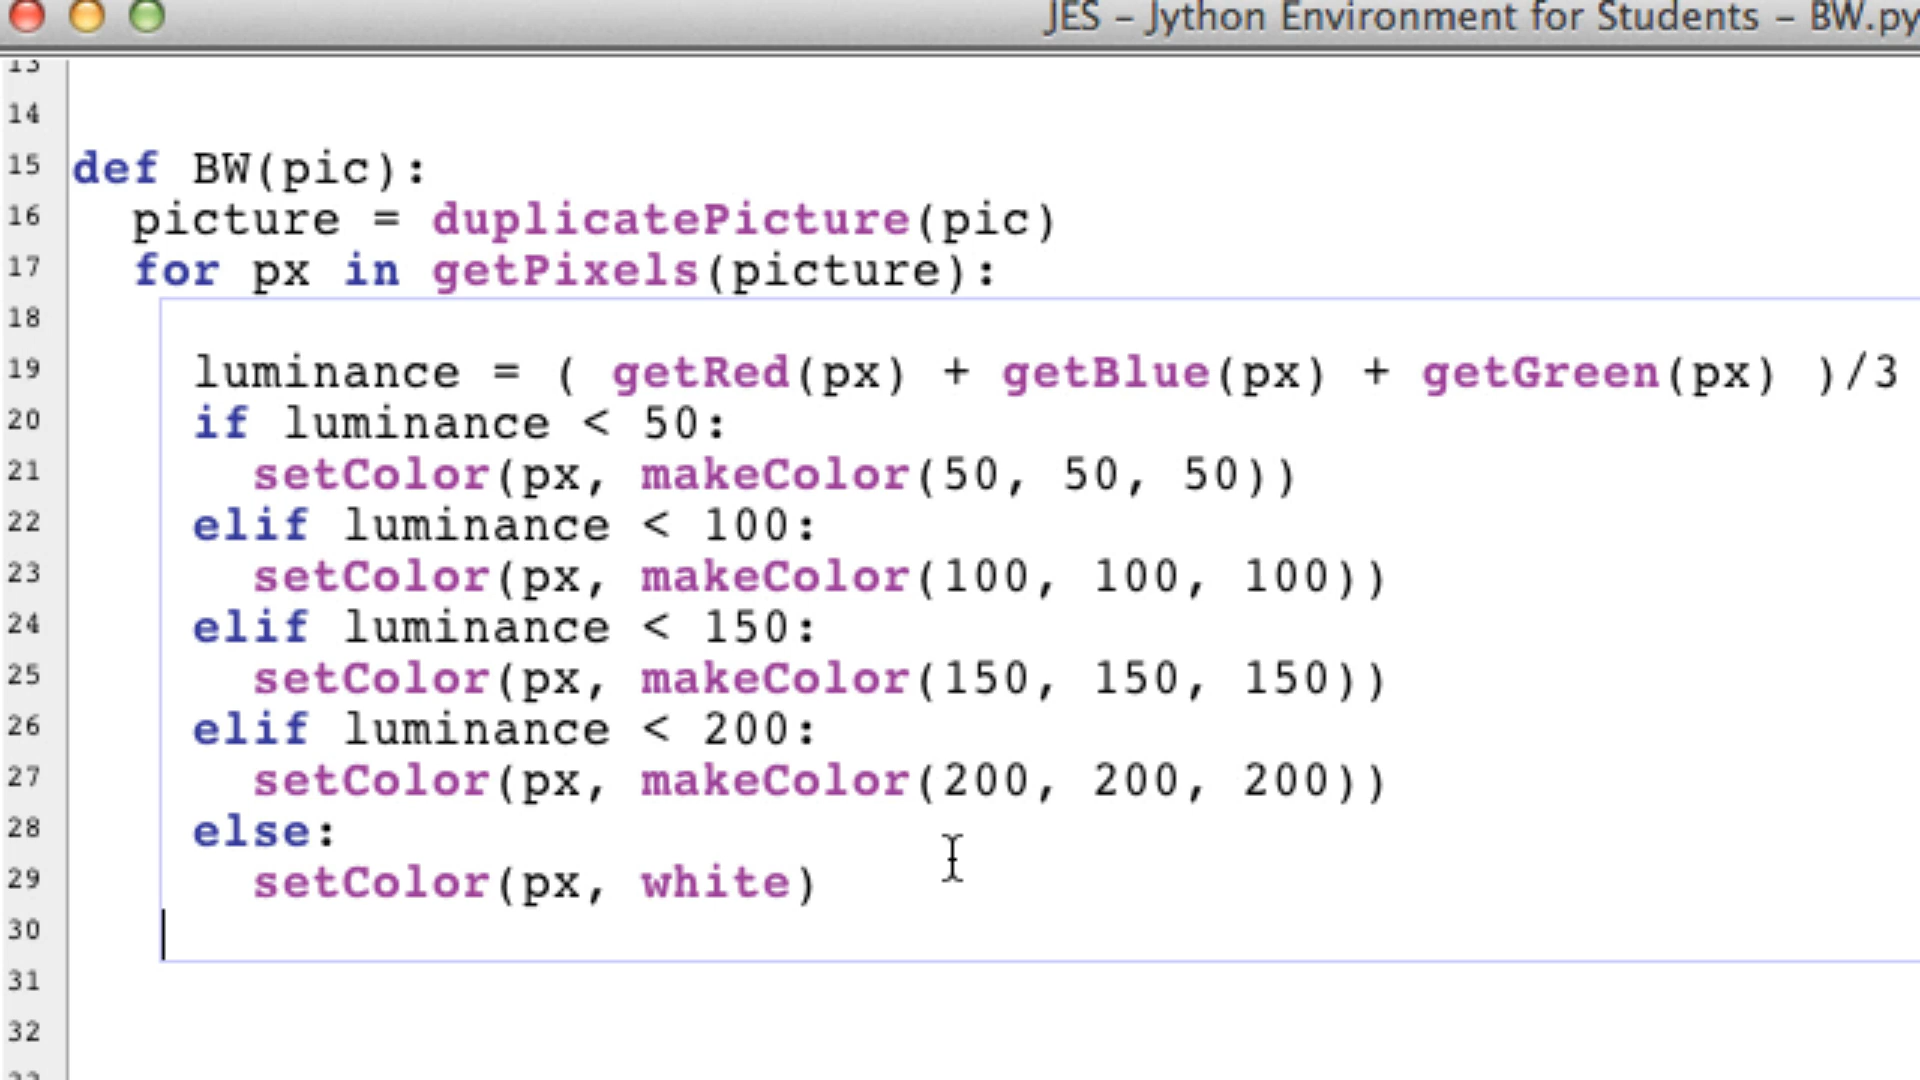 JES – Jython Environment for Students – BW.py
13
14
15 def BW(pic):
16 picture = duplicatePicture(pic)
17 for px in getPixels(picture):
18
19 luminance = ( getRed(px) + getBlue(px) + getGreen(px) )/3
20 if luminance < 50:
21 setColor(px, makeColor(50, 50, 50))
22 elif luminance < 100:
23 setColor(px, makeColor(100, 100, 100))
24 elif luminance < 150:
25 setColor(px, makeColor(150, 150, 150))
26 elif luminance < 200:
27 setColor(px, makeColor(200, 200, 200))
28 else:
29 setColor(px, white)
30
31
32